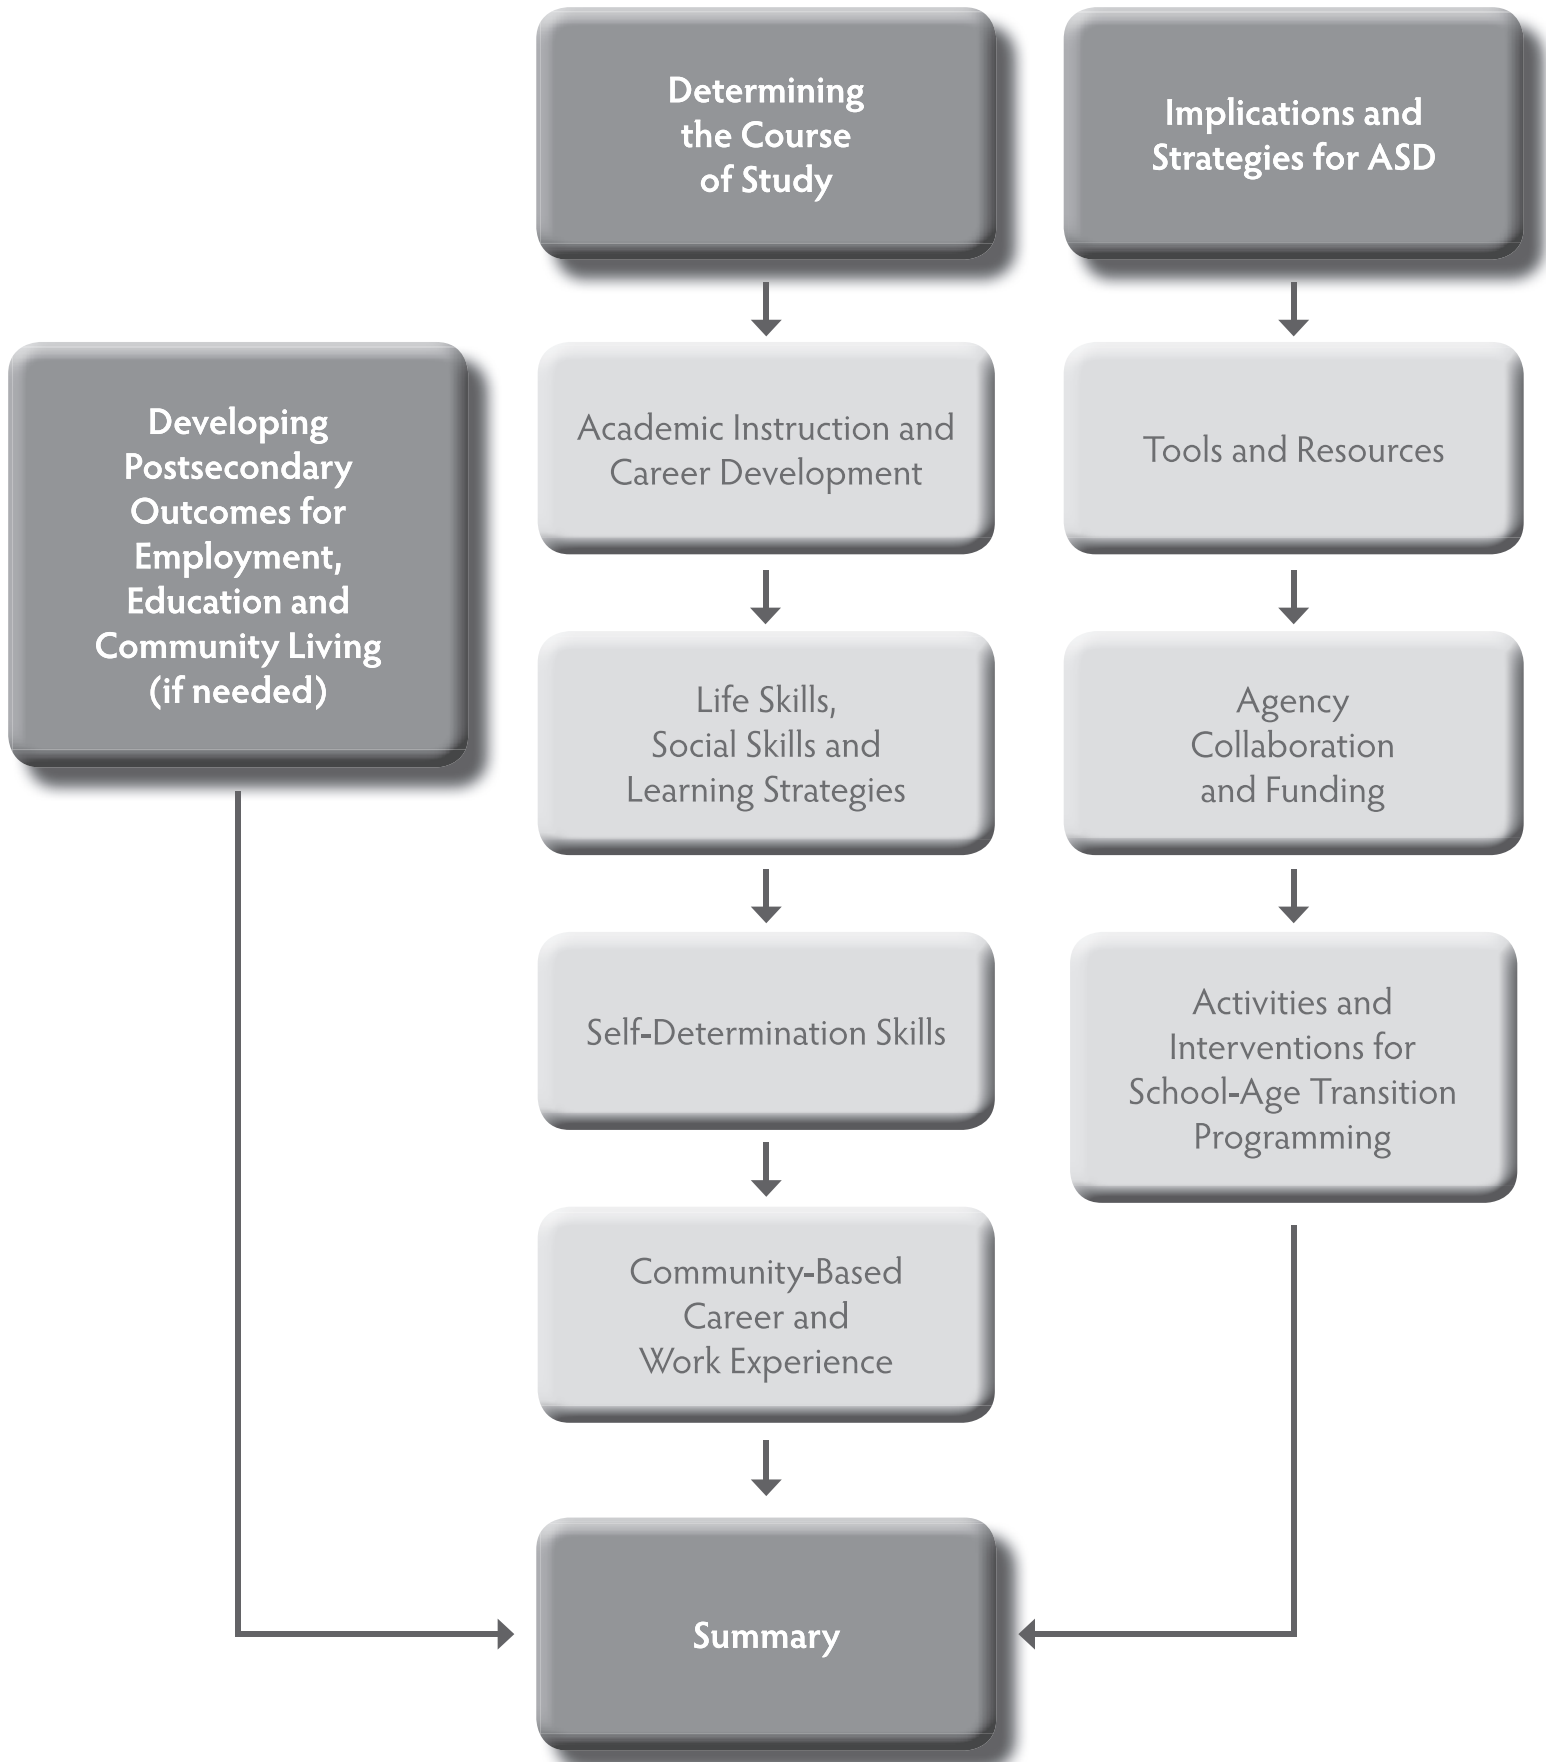 Determining
the Course
of Study
Implications and
Strategies for ASD
Developing
Postsecondary
Outcomes for
Employment,
Education and
Community Living
(if needed)
Academic Instruction and
Career Development
Tools and Resources
Life Skills,
Social Skills and
Learning Strategies
Agency
Collaboration
and Funding
Self-Determination Skills
Activities and
Interventions for
School-Age Transition
Programming
Community-Based
Career and
Work Experience
Summary